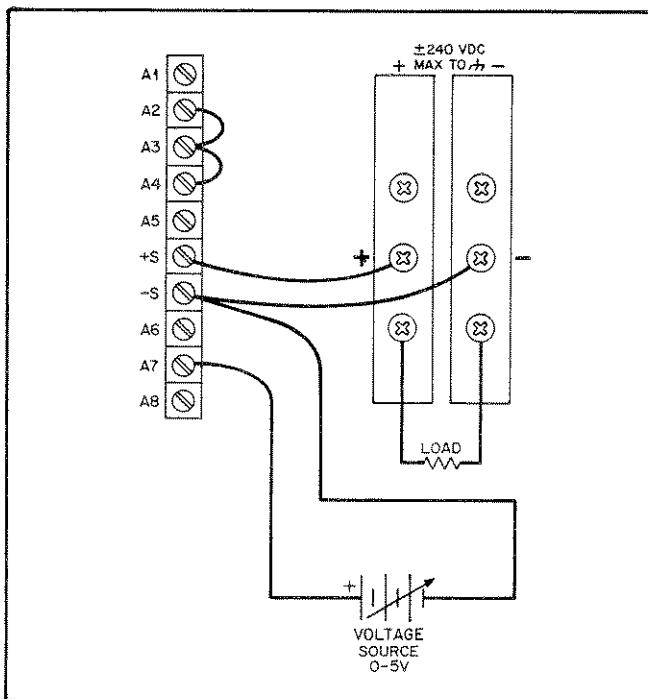 ±240 VDC
+ MAX TO ⏚ −
A1
A2
A3
A4
A5
+S
-S
A6
A7
A8
+
−
LOAD
+
VOLTAGE
SOURCE
0-5V